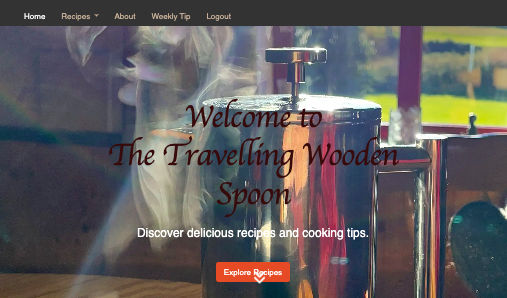 Home Recipes About Weekly Tip Logout
Welcome to
The Travelling Wooden
Spoon
Discover delicious recipes and cooking tips.
Explore Recipes